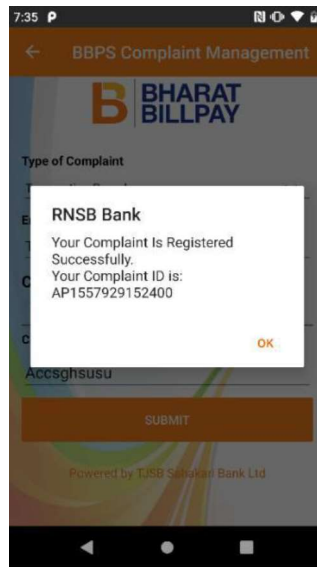 7:35
BBPS Complaint Management
B BHARAT
BILLPAY
Type of Complaint
RNSB Bank
Your Complaint Is Registered
Successfully.
Your Complaint ID is:
AP1557929152400
OK
Accsghsusu
SUBMIT
Powered by TJSB Sahakari Bank Ltd